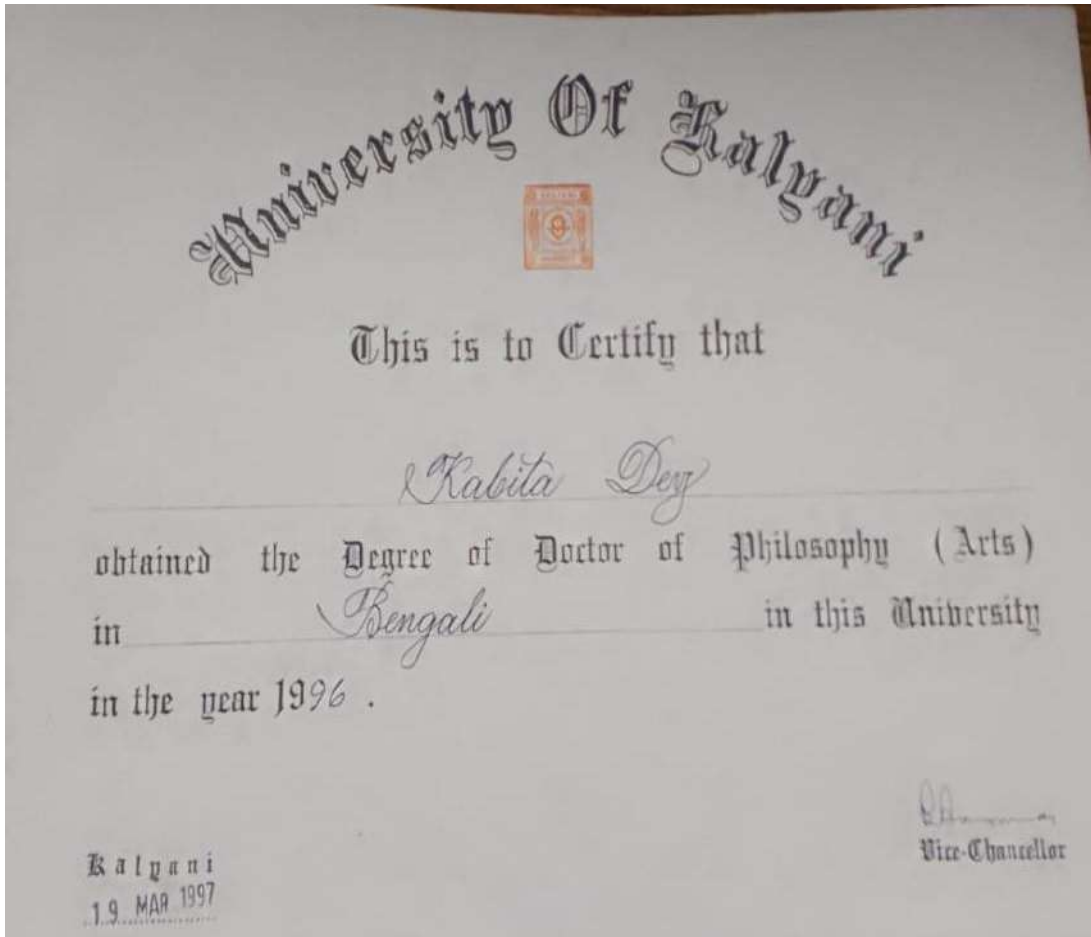 University Of Kalyani
This is to Certify that
Kabita Dey
obtained the Degree of Doctor of Philosophy (Arts)
in Bengali in this University
in the year 1996.
Vice-Chancellor
Kalyani
19 MAR 1997